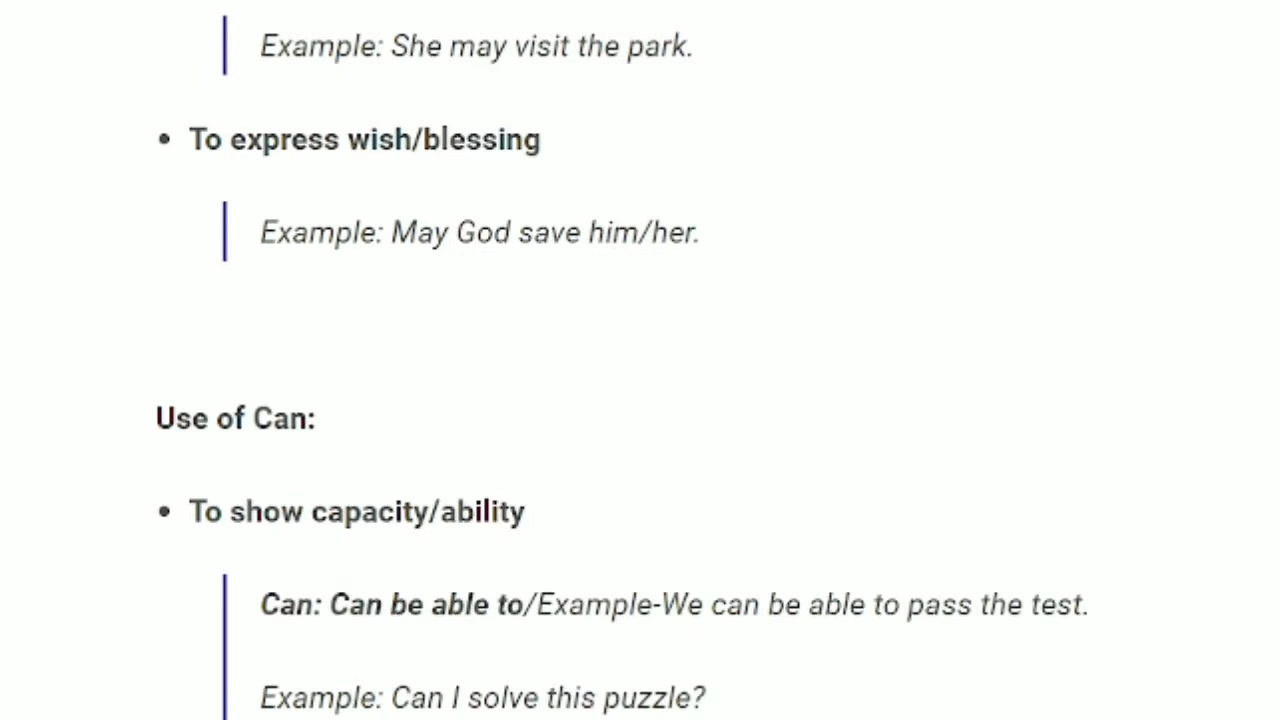 Example: She may visit the park.
• To express wish/blessing
Example: May God save him/her.
Use of Can:
• To show capacity/ability
Can: Can be able to/Example-We can be able to pass the test.
Example: Can I solve this puzzle?